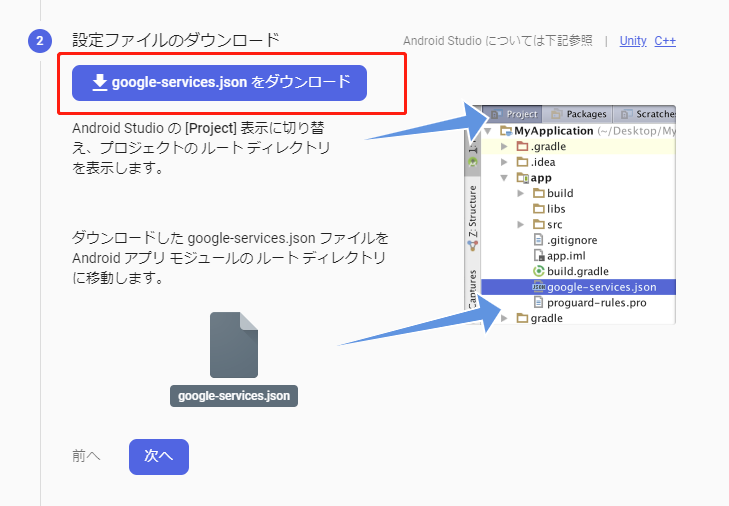 2 設定ファイルのダウンロード Android Studio については下記参照 | Unity C++
google-services.json をダウンロード
Android Studio の [Project] 表示に切り替
え、プロジェクトの ルート ディレクトリ
を表示します。
ダウンロードした google-services.json ファイルを
Android アプリ モジュールの ルート ディレクトリ
に移動します。
google-services.json
Project Packages Scratches
MyApplication (~/Desktop/My
.gradle
.idea
app
build
libs
src
.gitignore
app.iml
build.gradle
google-services.json
proguard-rules.pro
gradle
Z: Structure
Captures
前へ 次へ